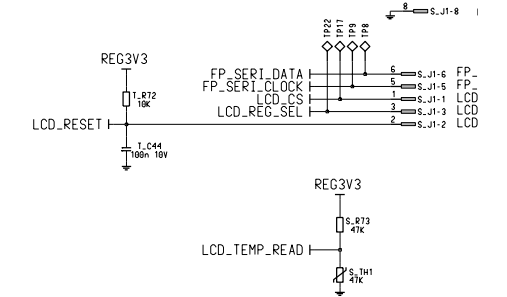 8 S_J1-8
TP22 TP17 TP9 TP8
REG3V3
FP_SERI_DATA 6 S_J1-6 FP_
T_R72 FP_SERI_CLOCK 5 S_J1-5 FP_
10K LCD_CS 1 S_J1-1 LCD
LCD_REG_SEL 3 S_J1-3 LCD
LCD_RESET 2 S_J1-2 LCD
T_C44
100n 10V
REG3V3
S_R73
47K
LCD_TEMP_READ
S_TH1
47K